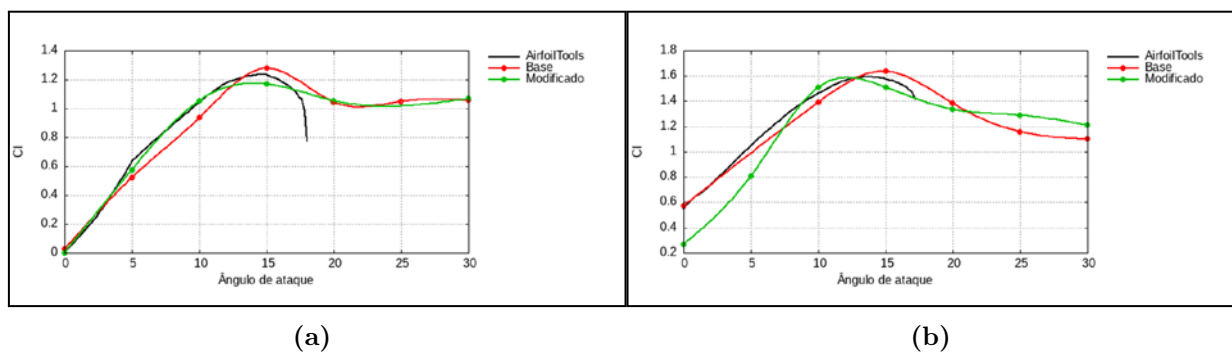 1.4
1.2
1
0.8
0.6
0.4
0.2
0
Cl
0 5 10 15 20 25 30
Ângulo de ataque
AirfoilTools
Base
Modificado
(a)
1.8
1.6
1.4
1.2
1
0.8
0.6
0.4
0.2
Cl
0 5 10 15 20 25 30
Ângulo de ataque
AirfoilTools
Base
Modificado
(b)